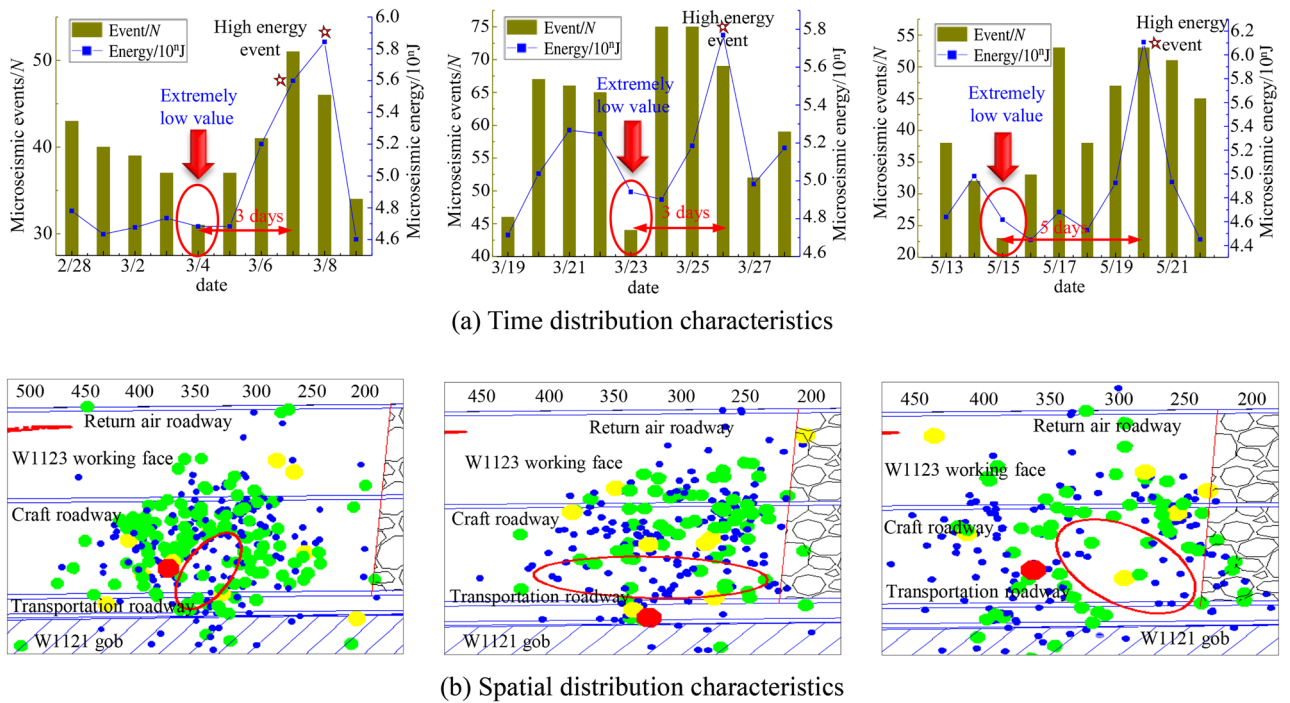 Event/N
Energy/10ⁿJ
High energy
event
Extremely
low value
3 days
Microseismic events/N
50
40
30
Microseismic energy/10ⁿJ
6.0
5.8
5.6
5.4
5.2
5.0
4.8
4.6
2/28 3/2 3/4 3/6 3/8
date
Event/N
Energy/10ⁿJ
High energy
event
Extremely
low value
3 days
Microseismic events/N
75
70
65
60
55
50
45
40
Microseismic energy/10ⁿJ
5.8
5.6
5.4
5.2
5.0
4.8
4.6
3/19 3/21 3/23 3/25 3/27
date
Event/N
Energy/10ⁿJ
High energy
event
Extremely
low value
5 days
Microseismic events/N
55
50
45
40
35
30
25
20
Microseismic energy/10ⁿJ
6.2
6.0
5.8
5.6
5.4
5.2
5.0
4.8
4.6
4.4
5/13 5/15 5/17 5/19 5/21
date
(a) Time distribution characteristics
500 450 400 350 300 250 200
Return air roadway
W1123 working face
Craft roadway
Transportation roadway
W1121 gob
450 400 350 300 250 200
Return air roadway
W1123 working face
Craft roadway
Transportation roadway
450 400 350 300 250 200
Return air roadway
W1123 working face
Craft roadway
Transportation roadway
W1121 gob
(b) Spatial distribution characteristics